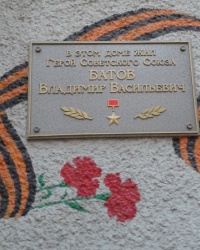 В ЭТОМ ДОМЕ ЖИЛ
ГЕРОЙ СОВЕТСКОГО СОЮЗА
БАТОВ
ВЛАДИМИР ВАСИЛЬЕВИЧ